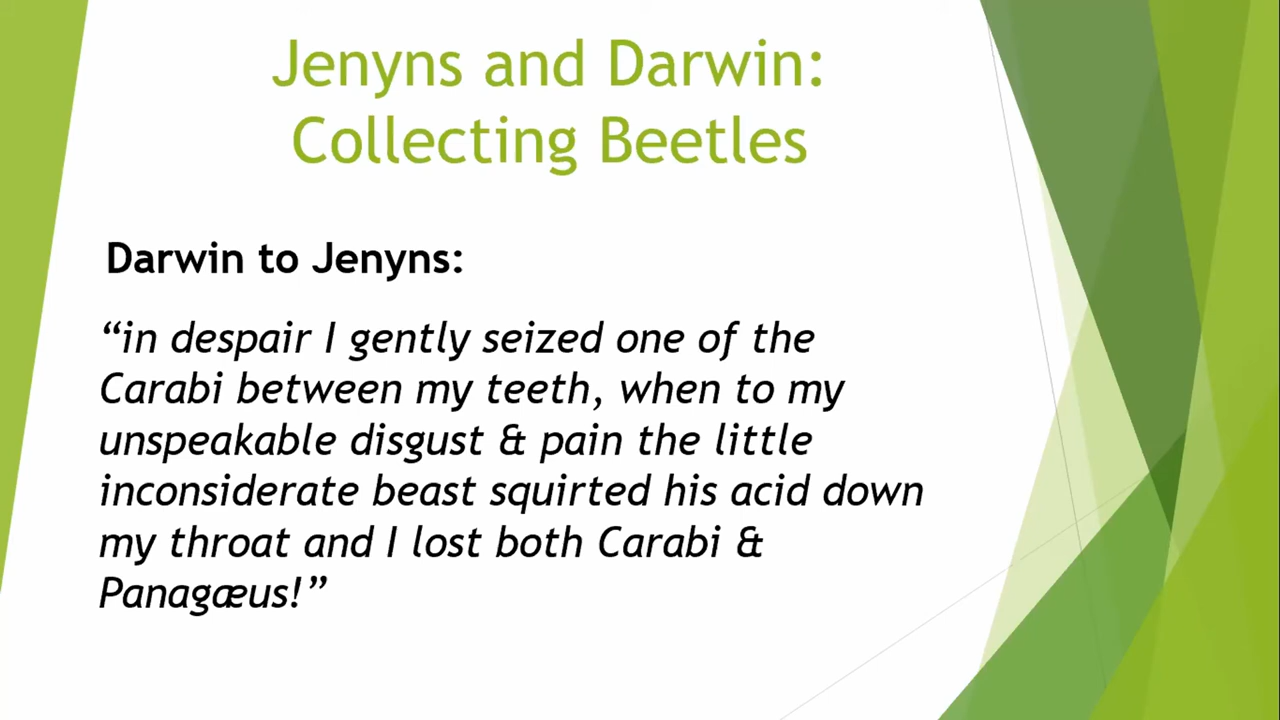 Jenyns and Darwin:
Collecting Beetles
Darwin to Jenyns:
“in despair I gently seized one of the
Carabi between my teeth, when to my
unspeakable disgust & pain the little
inconsiderate beast squirted his acid down
my throat and I lost both Carabi &
Panagæus!”